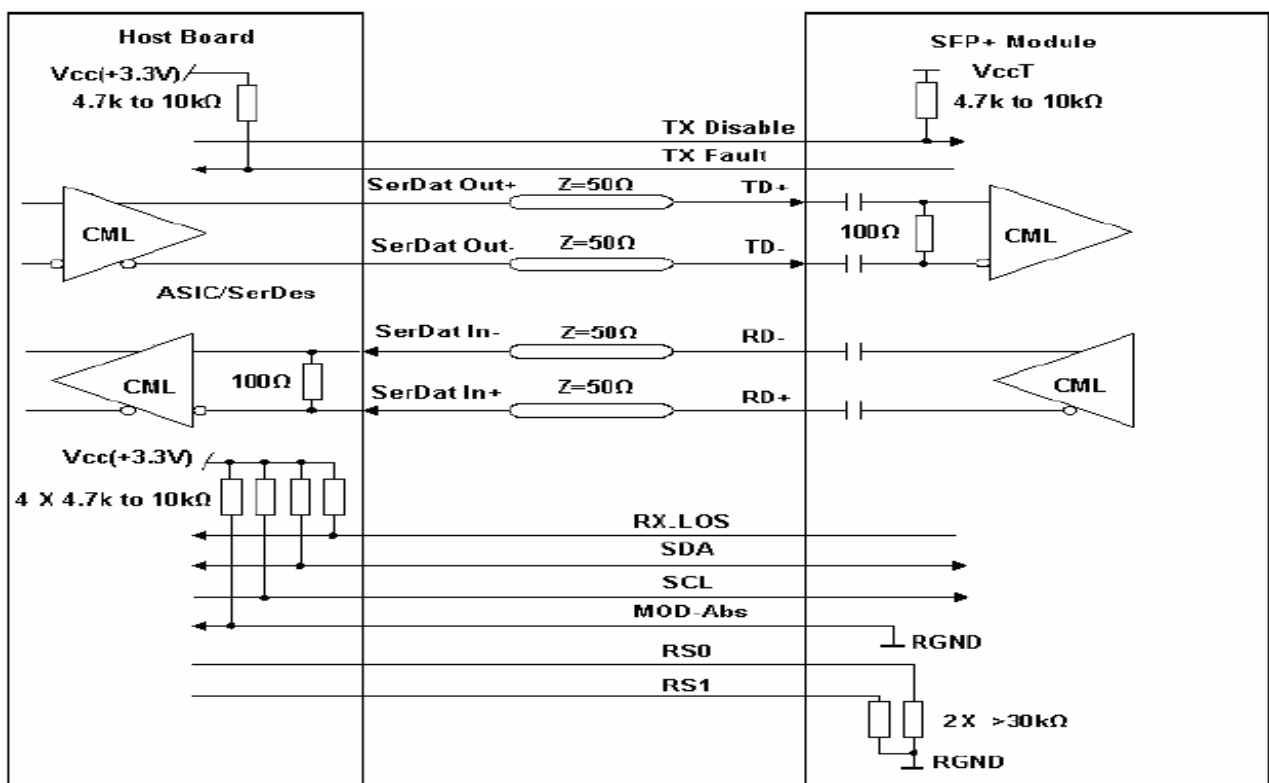 Host Board
SFP+ Module
Vcc(+3.3V)
4.7k to 10kΩ
VccT
4.7k to 10kΩ
TX Disable
TX Fault
SerDat Out+
Z=50Ω
TD+
CML
100Ω
CML
SerDat Out-
Z=50Ω
TD-
ASIC/SerDes
SerDat In-
Z=50Ω
RD-
CML
100Ω
CML
SerDat In+
Z=50Ω
RD+
Vcc(+3.3V)
4 X 4.7k to 10kΩ
RX_LOS
SDA
SCL
MOD-Abs
RGND
RS0
RS1
2X >30kΩ
RGND